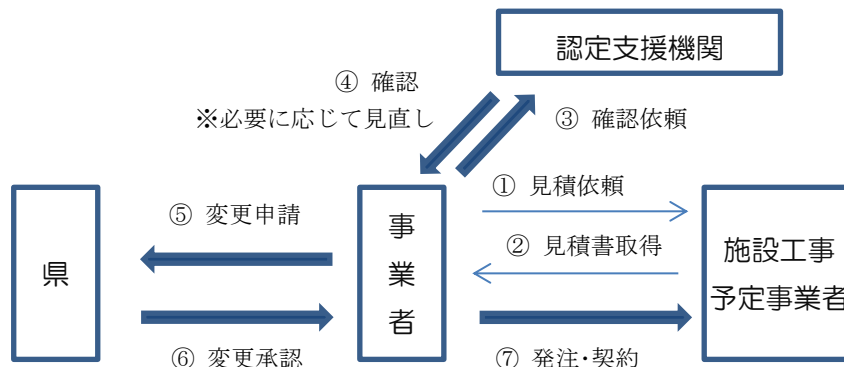 認定支援機関
④ 確認
※必要に応じて見直し
③ 確認依頼
① 見積依頼
⑤ 変更申請
② 見積書取得
県
事業者
施設工事
予定事業者
⑥ 変更承認
⑦ 発注・契約